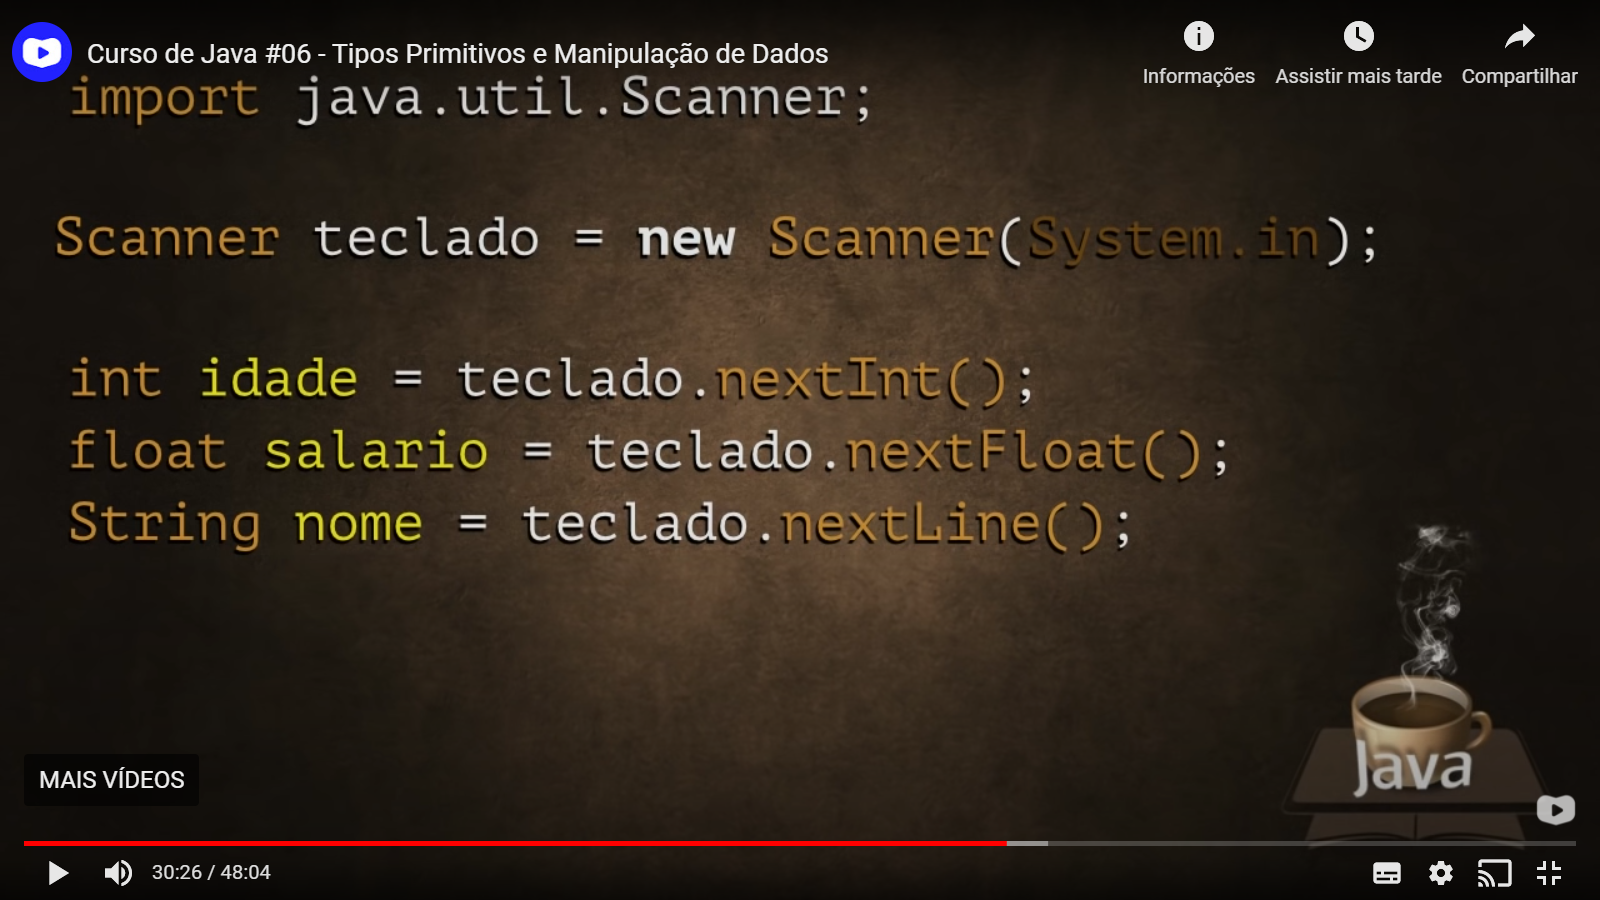 Curso de Java #06 - Tipos Primitivos e Manipulação de Dados
Informações
Assistir mais tarde
Compartilhar
import java.util.Scanner;
Scanner teclado = new Scanner(System.in);
int idade = teclado.nextInt();
float salario = teclado.nextFloat();
String nome = teclado.nextLine();
Java
MAIS VÍDEOS
30:26 / 48:04